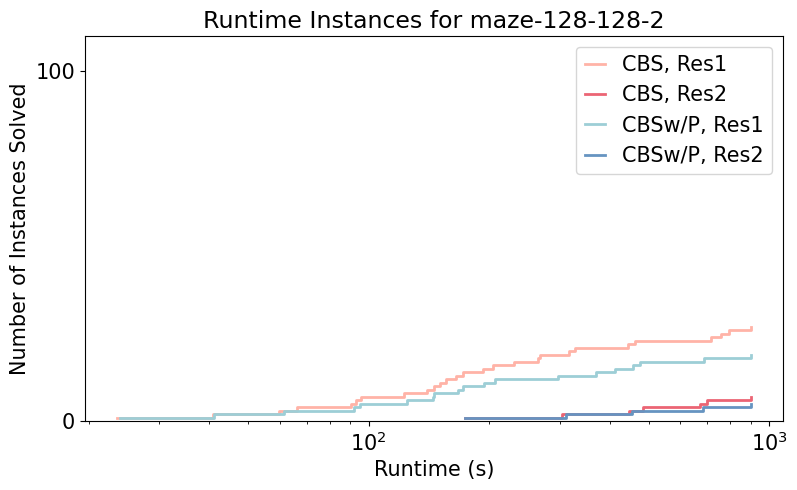 Runtime Instances for maze-128-128-2
Number of Instances Solved
100
0
CBS, Res1
CBS, Res2
CBSw/P, Res1
CBSw/P, Res2
10²
10³
Runtime (s)